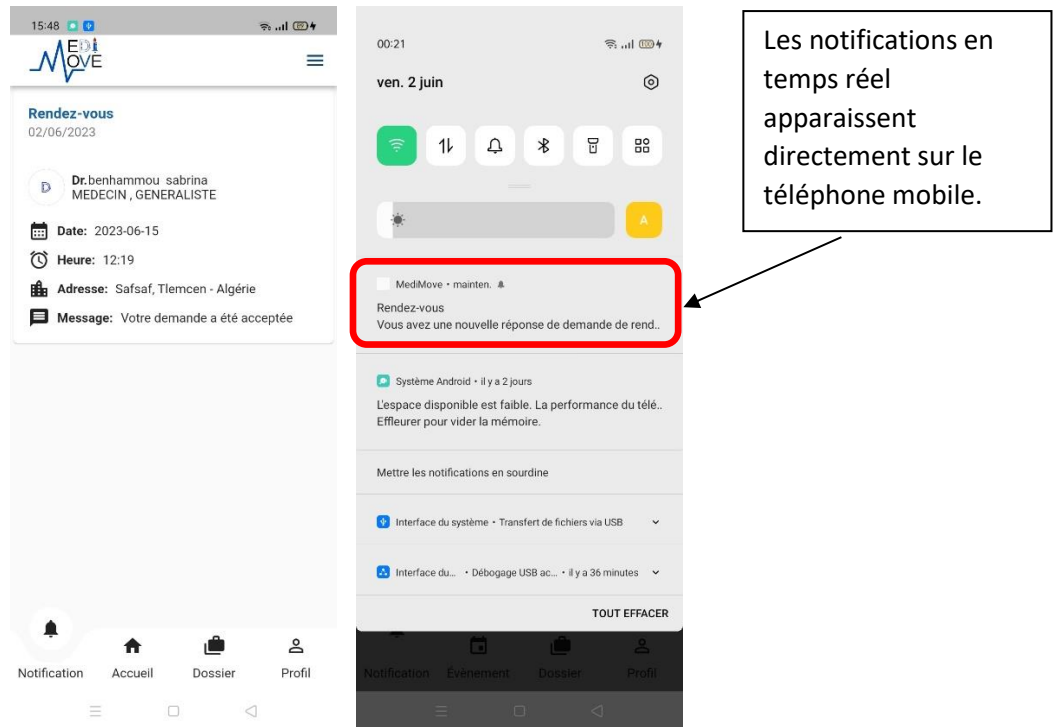 15:48
MEDI
MOVE
Rendez-vous
02/06/2023
D
Dr.benhammou sabrina
MEDECIN , GENERALISTE
Date: 2023-06-15
Heure: 12:19
Adresse: Safsaf, Tlemcen - Algérie
Message: Votre demande a été acceptée
Notification
Accueil
Dossier
Profil
00:21
100
ven. 2 juin
A
MediMove • mainten.
Rendez-vous
Vous avez une nouvelle réponse de demande de rend..
Système Android • il y a 2 jours
L'espace disponible est faible. La performance du télé..
Effleurer pour vider la mémoire.
Mettre les notifications en sourdine
Interface du système • Transfert de fichiers via USB
Interface du... • Débogage USB ac... • il y a 36 minutes
TOUT EFFACER
Notification
Évènement
Dossier
Profil
Les notifications en
temps réel
apparaissent
directement sur le
téléphone mobile.